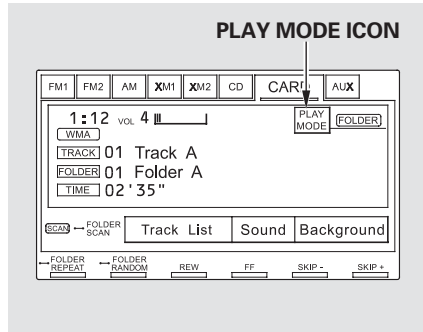 PLAY MODE ICON
FM1 FM2 AM XM1 XM2 CD CARD AUX
1:12 VOL 4 PLAY MODE FOLDER
WMA
TRACK 01 Track A
FOLDER 01 Folder A
TIME 02'35"
SCAN FOLDER SCAN Track List Sound Background
FOLDER REPEAT FOLDER RANDOM REW FF SKIP - SKIP +